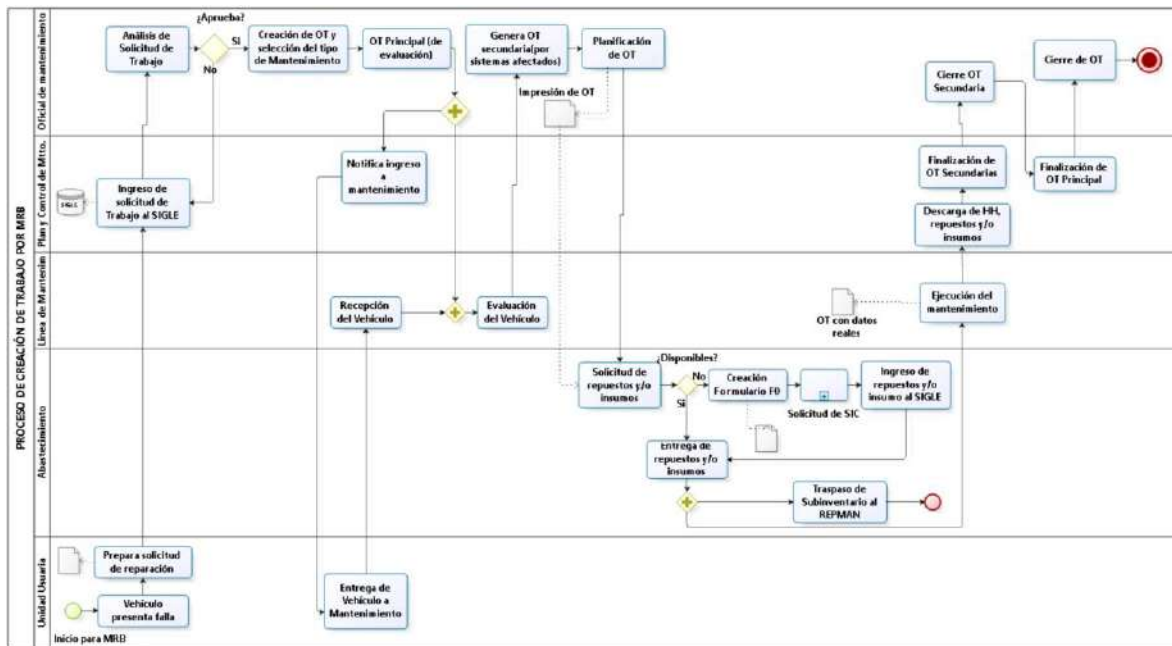 PROCESO DE CREACIÓN DE TRABAJO POR MRB
Oficial de mantenimiento
¿Aprueba?
Análisis de
Solicitud de
Trabajo
Si
No
Creación de OT y
selección del tipo
de Mantenimiento
OT Principal (de
evaluación)
Genera OT
secundaria(por
sistemas afectados)
Planificación
de OT
Impresión de OT
Cierre OT
Secundaria
Cierre de OT
Plan y Control de Mtto.
SIGLE
Ingreso de
solicitud de
Trabajo al SIGLE
Notifica ingreso
a
mantenimiento
Finalización de
OT Secundarias
Finalización de
OT Principal
Descarga de HH,
repuestos y/o
insumos
Linea de Mantenim
Recepción
del Vehículo
Evaluación
del Vehículo
OT con datos
reales
Ejecución del
mantenimiento
Abastecimiento
Solicitud de
repuestos y/o
insumos
¿Disponibles?
No
Si
Creación
Formulario F0
Solicitud de SIC
Ingreso de
repuestos y/o
insumo al SIGLE
Entrega de
repuestos y/o
insumos
Traspaso de
Subinventario al
REPMAN
Unidad Usuaria
Prepara solicitud
de reparación
Vehículo
presenta falla
Inicio para MRB
Entrega de
Vehículo a
Mantenimiento